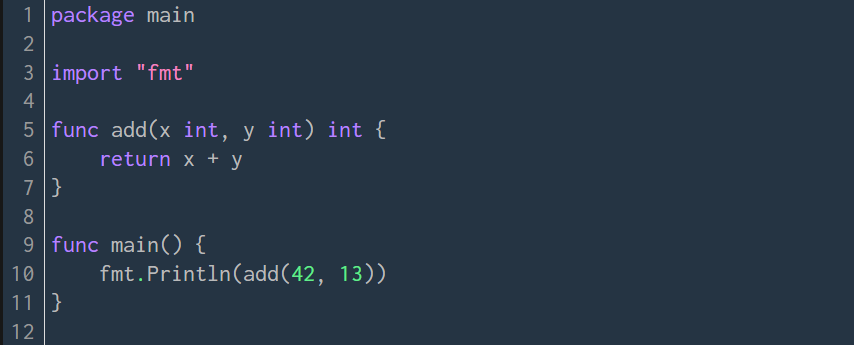 1 package main
2
3 import "fmt"
4
5 func add(x int, y int) int {
6     return x + y
7 }
8
9 func main() {
10     fmt.Println(add(42, 13))
11 }
12